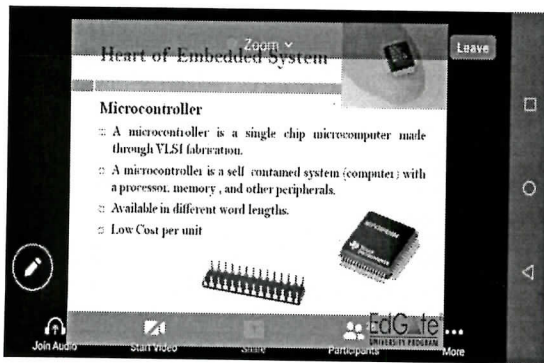 Zoom
Leave
Heart of Embedded System
Microcontroller
A microcontroller is a single chip microcomputer made
through VLSI fabrication.
A microcontroller is a self contained system (computer) with
a processor, memory, and other peripherals.
Available in different word lengths.
Low Cost per unit
TEXAS
INSTRUMENTS
EdGate
UNIVERSITY PROGRAM
Join Audio
Start Video
Share
Participants
More